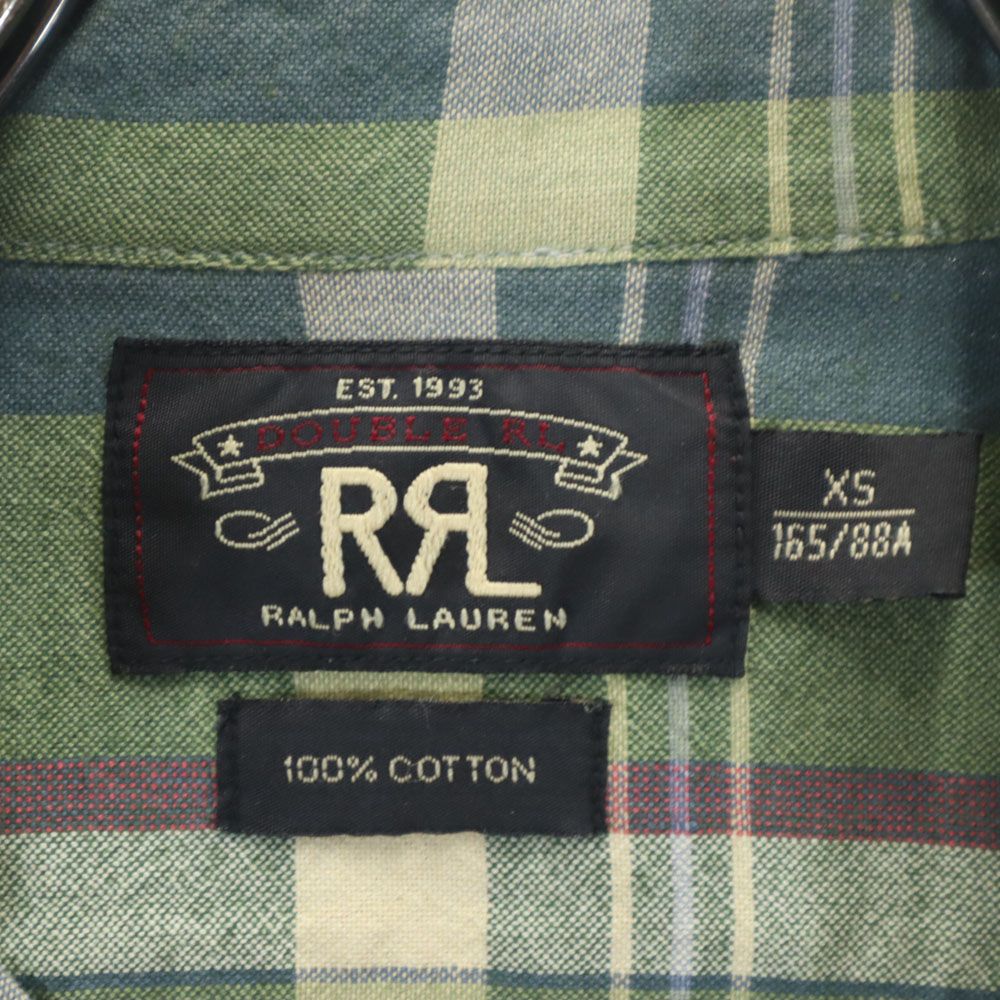 EST. 1993
DOUBLE RL
RRL
RALPH LAUREN
XS
165/88A
100% COTTON